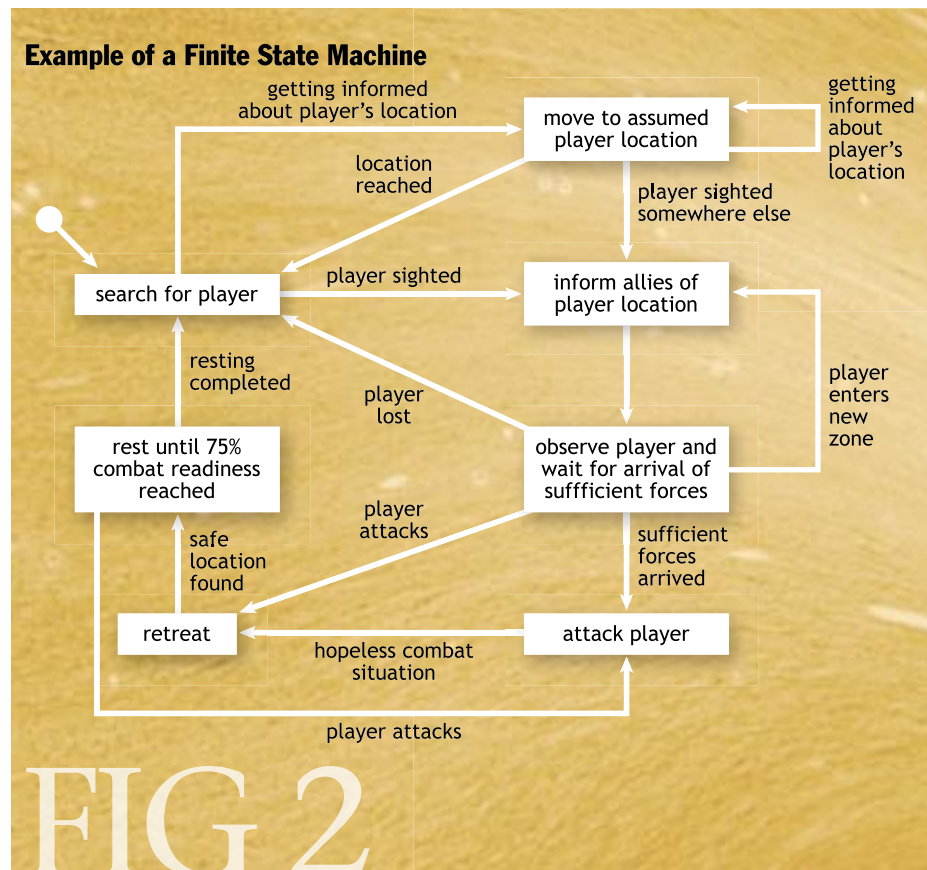 Example of a Finite State Machine
getting informed
about player's location
move to assumed
player location
getting
informed
about
player's
location
location
reached
player sighted
somewhere else
search for player
player sighted
inform allies of
player location
resting
completed
player
lost
player
enters
new
zone
rest until 75%
combat readiness
reached
observe player and
wait for arrival of
suffficient forces
player
attacks
safe
location
found
sufficient
forces
arrived
retreat
hopeless combat
situation
attack player
player attacks
FIG 2